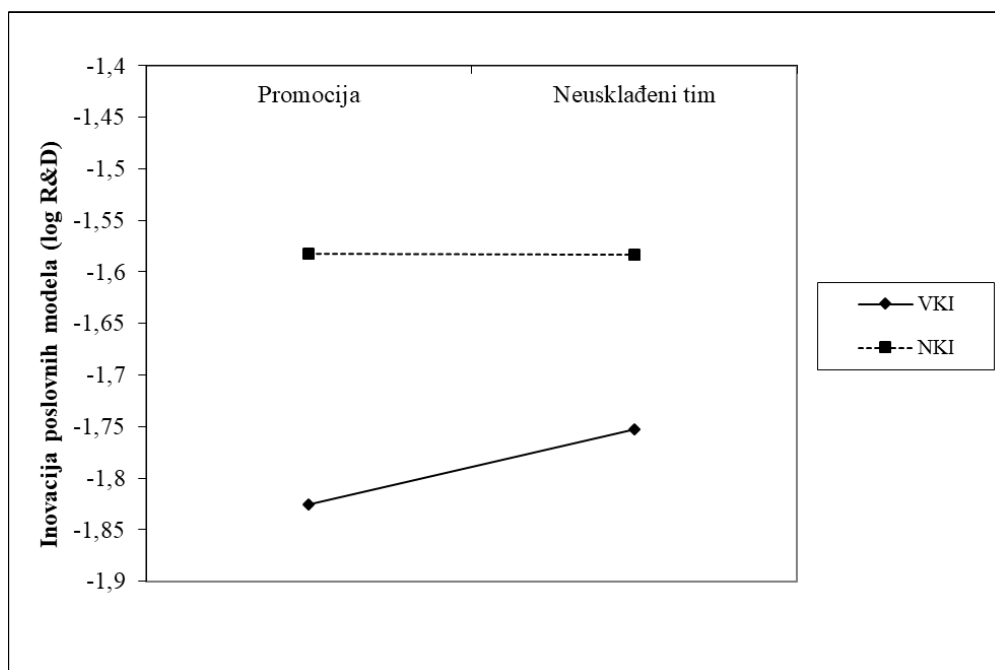 Inovacija poslovnih modela (log R&D)
-1,4
-1,45
-1,5
-1,55
-1,6
-1,65
-1,7
-1,75
-1,8
-1,85
-1,9
Promocija
Neusklađeni tim
VKI
NKI